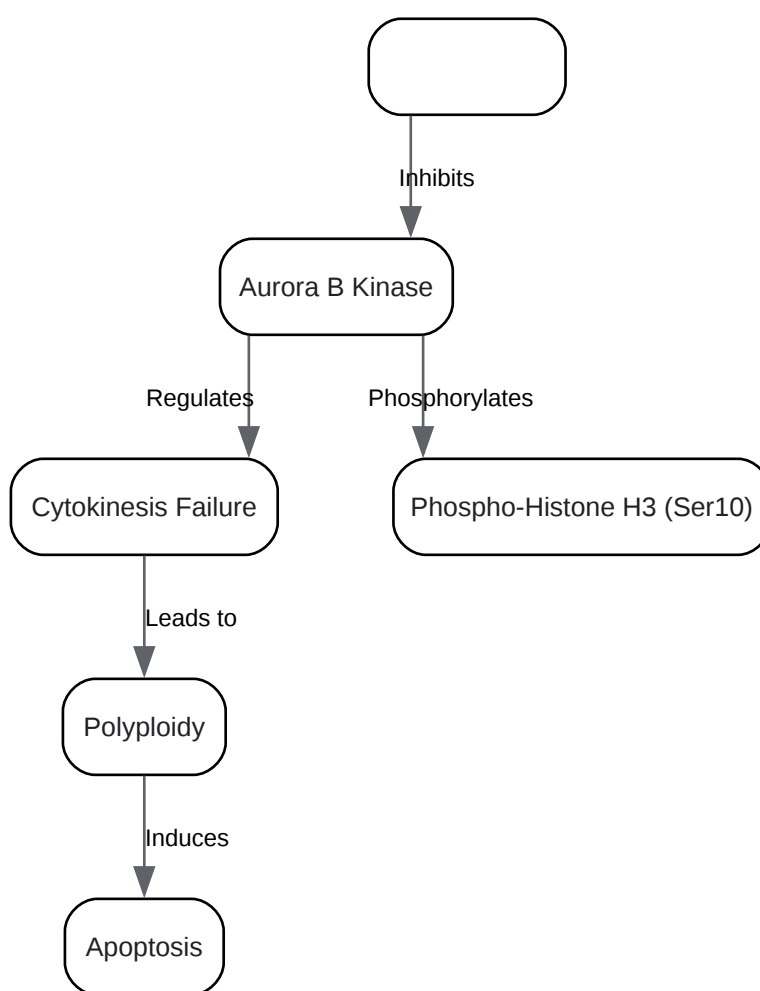 Inhibits
Aurora B Kinase
Regulates
Phosphorylates
Cytokinesis Failure
Phospho-Histone H3 (Ser10)
Leads to
Polyploidy
Induces
Apoptosis